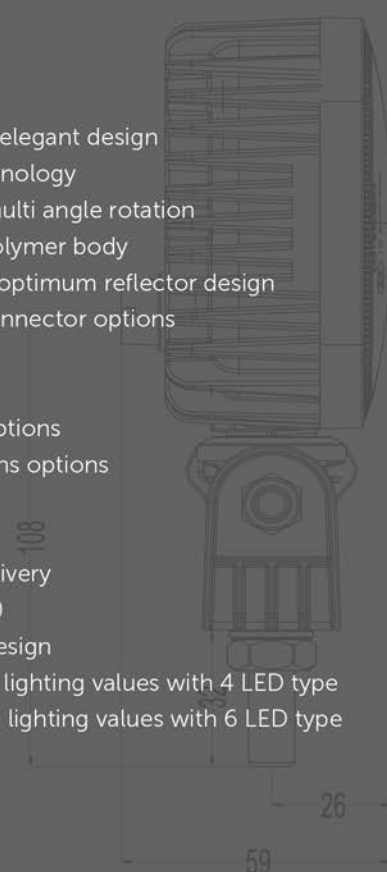 elegant design
nology
multi angle rotation
olymer body
optimum reflector design
nnector options
ptions
ns options
108
ivery
esign
lighting values with 4 LED type
lighting values with 6 LED type
26
59